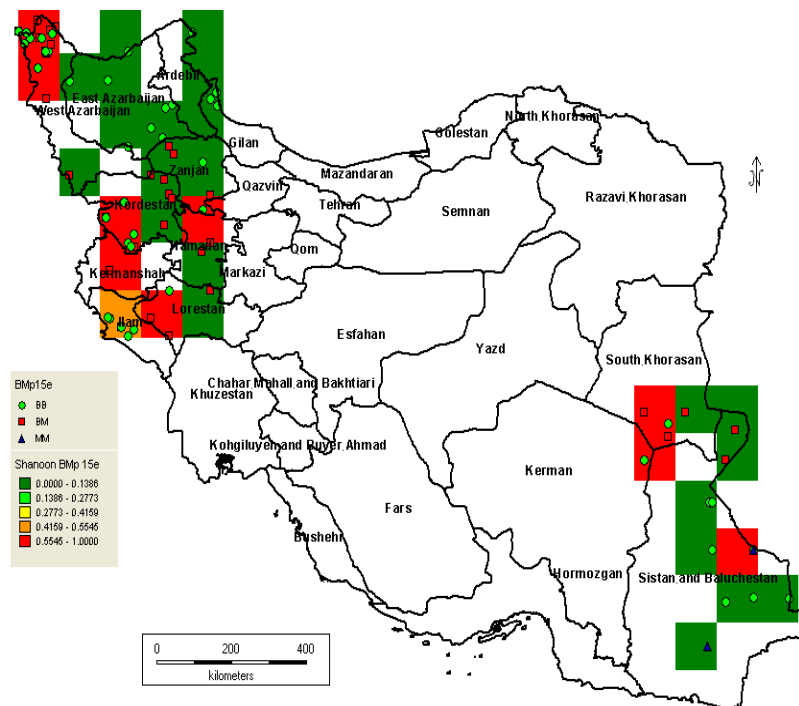 Ardebil
East Azarbaijan
West Azarbaijan
North Khorasan
Golestan
Gilan
Mazandaran
Zanjan
Qazvin
Tehran
Semnan
Razavi Khorasan
N
Kordestan
Hamadan
Qom
Kermanshah
Markazi
Lorestan
Ilam
Esfahan
Yazd
South Khorasan
Chahar Mahall and Bakhtiari
Khuzestan
Kohgiluyeh and Buyer Ahmad
Kerman
Fars
Bushehr
Hormozgan
Sistan and Baluchestan
BMp15e
BB
BM
MM
Shanoon BMp 15e
0.0000 - 0.1386
0.1386 - 0.2773
0.2773 - 0.4159
0.4159 - 0.5545
0.5545 - 1.0000
0 200 400
kilometers